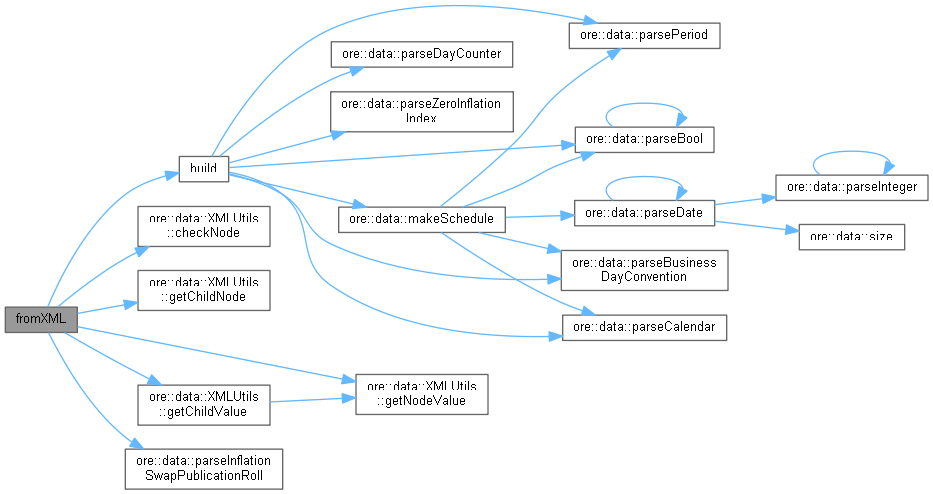 ore::data::parsePeriod
ore::data::parseDayCounter
ore::data::parseZeroInflation
Index
ore::data::parseBool
build
ore::data::parseInteger
ore::data::makeSchedule
ore::data::parseDate
ore::data::XMLUtils
::checkNode
ore::data::size
ore::data::parseBusiness
DayConvention
ore::data::XMLUtils
::getChildNode
fromXML
ore::data::parseCalendar
ore::data::XMLUtils
::getNodeValue
ore::data::XMLUtils
::getChildValue
ore::data::parseInflation
SwapPublicationRoll